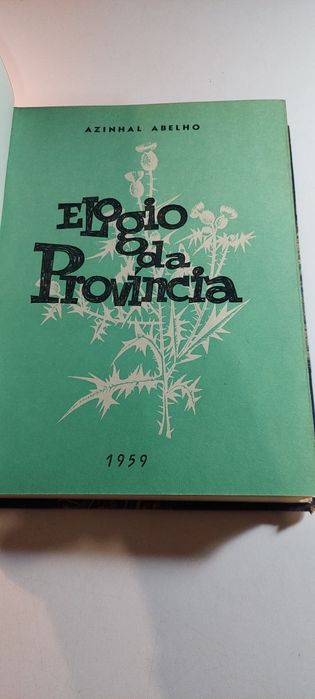 AZINHAL ABELHO
Elogio
da
Provincia
1959